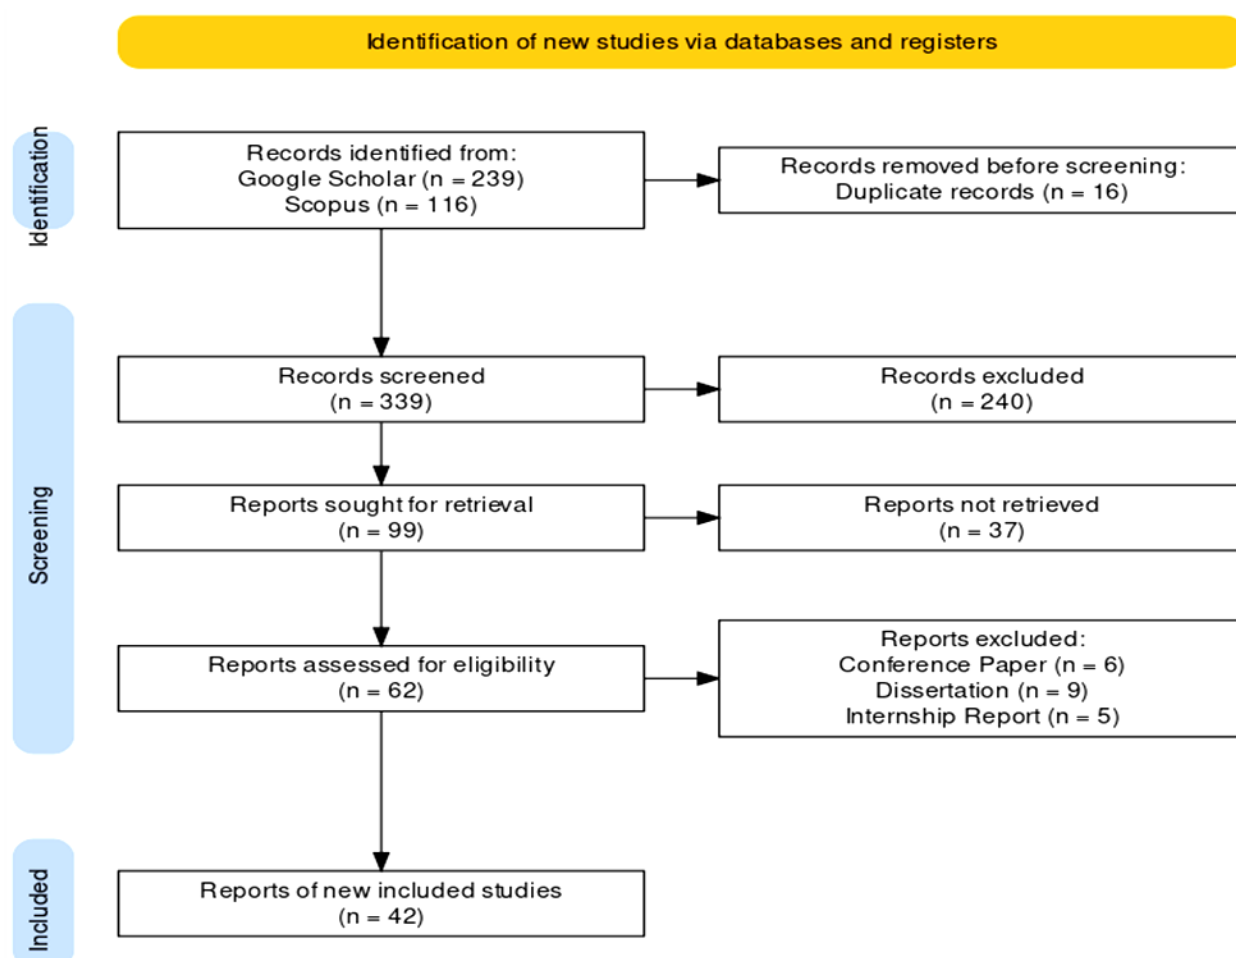 Identification of new studies via databases and registers
Identification
Records identified from:
Google Scholar (n = 239)
Scopus (n = 116)
Records removed before screening:
Duplicate records (n = 16)
Screening
Records screened
(n = 339)
Records excluded
(n = 240)
Reports sought for retrieval
(n = 99)
Reports not retrieved
(n = 37)
Reports assessed for eligibility
(n = 62)
Reports excluded:
Conference Paper (n = 6)
Dissertation (n = 9)
Internship Report (n = 5)
Included
Reports of new included studies
(n = 42)